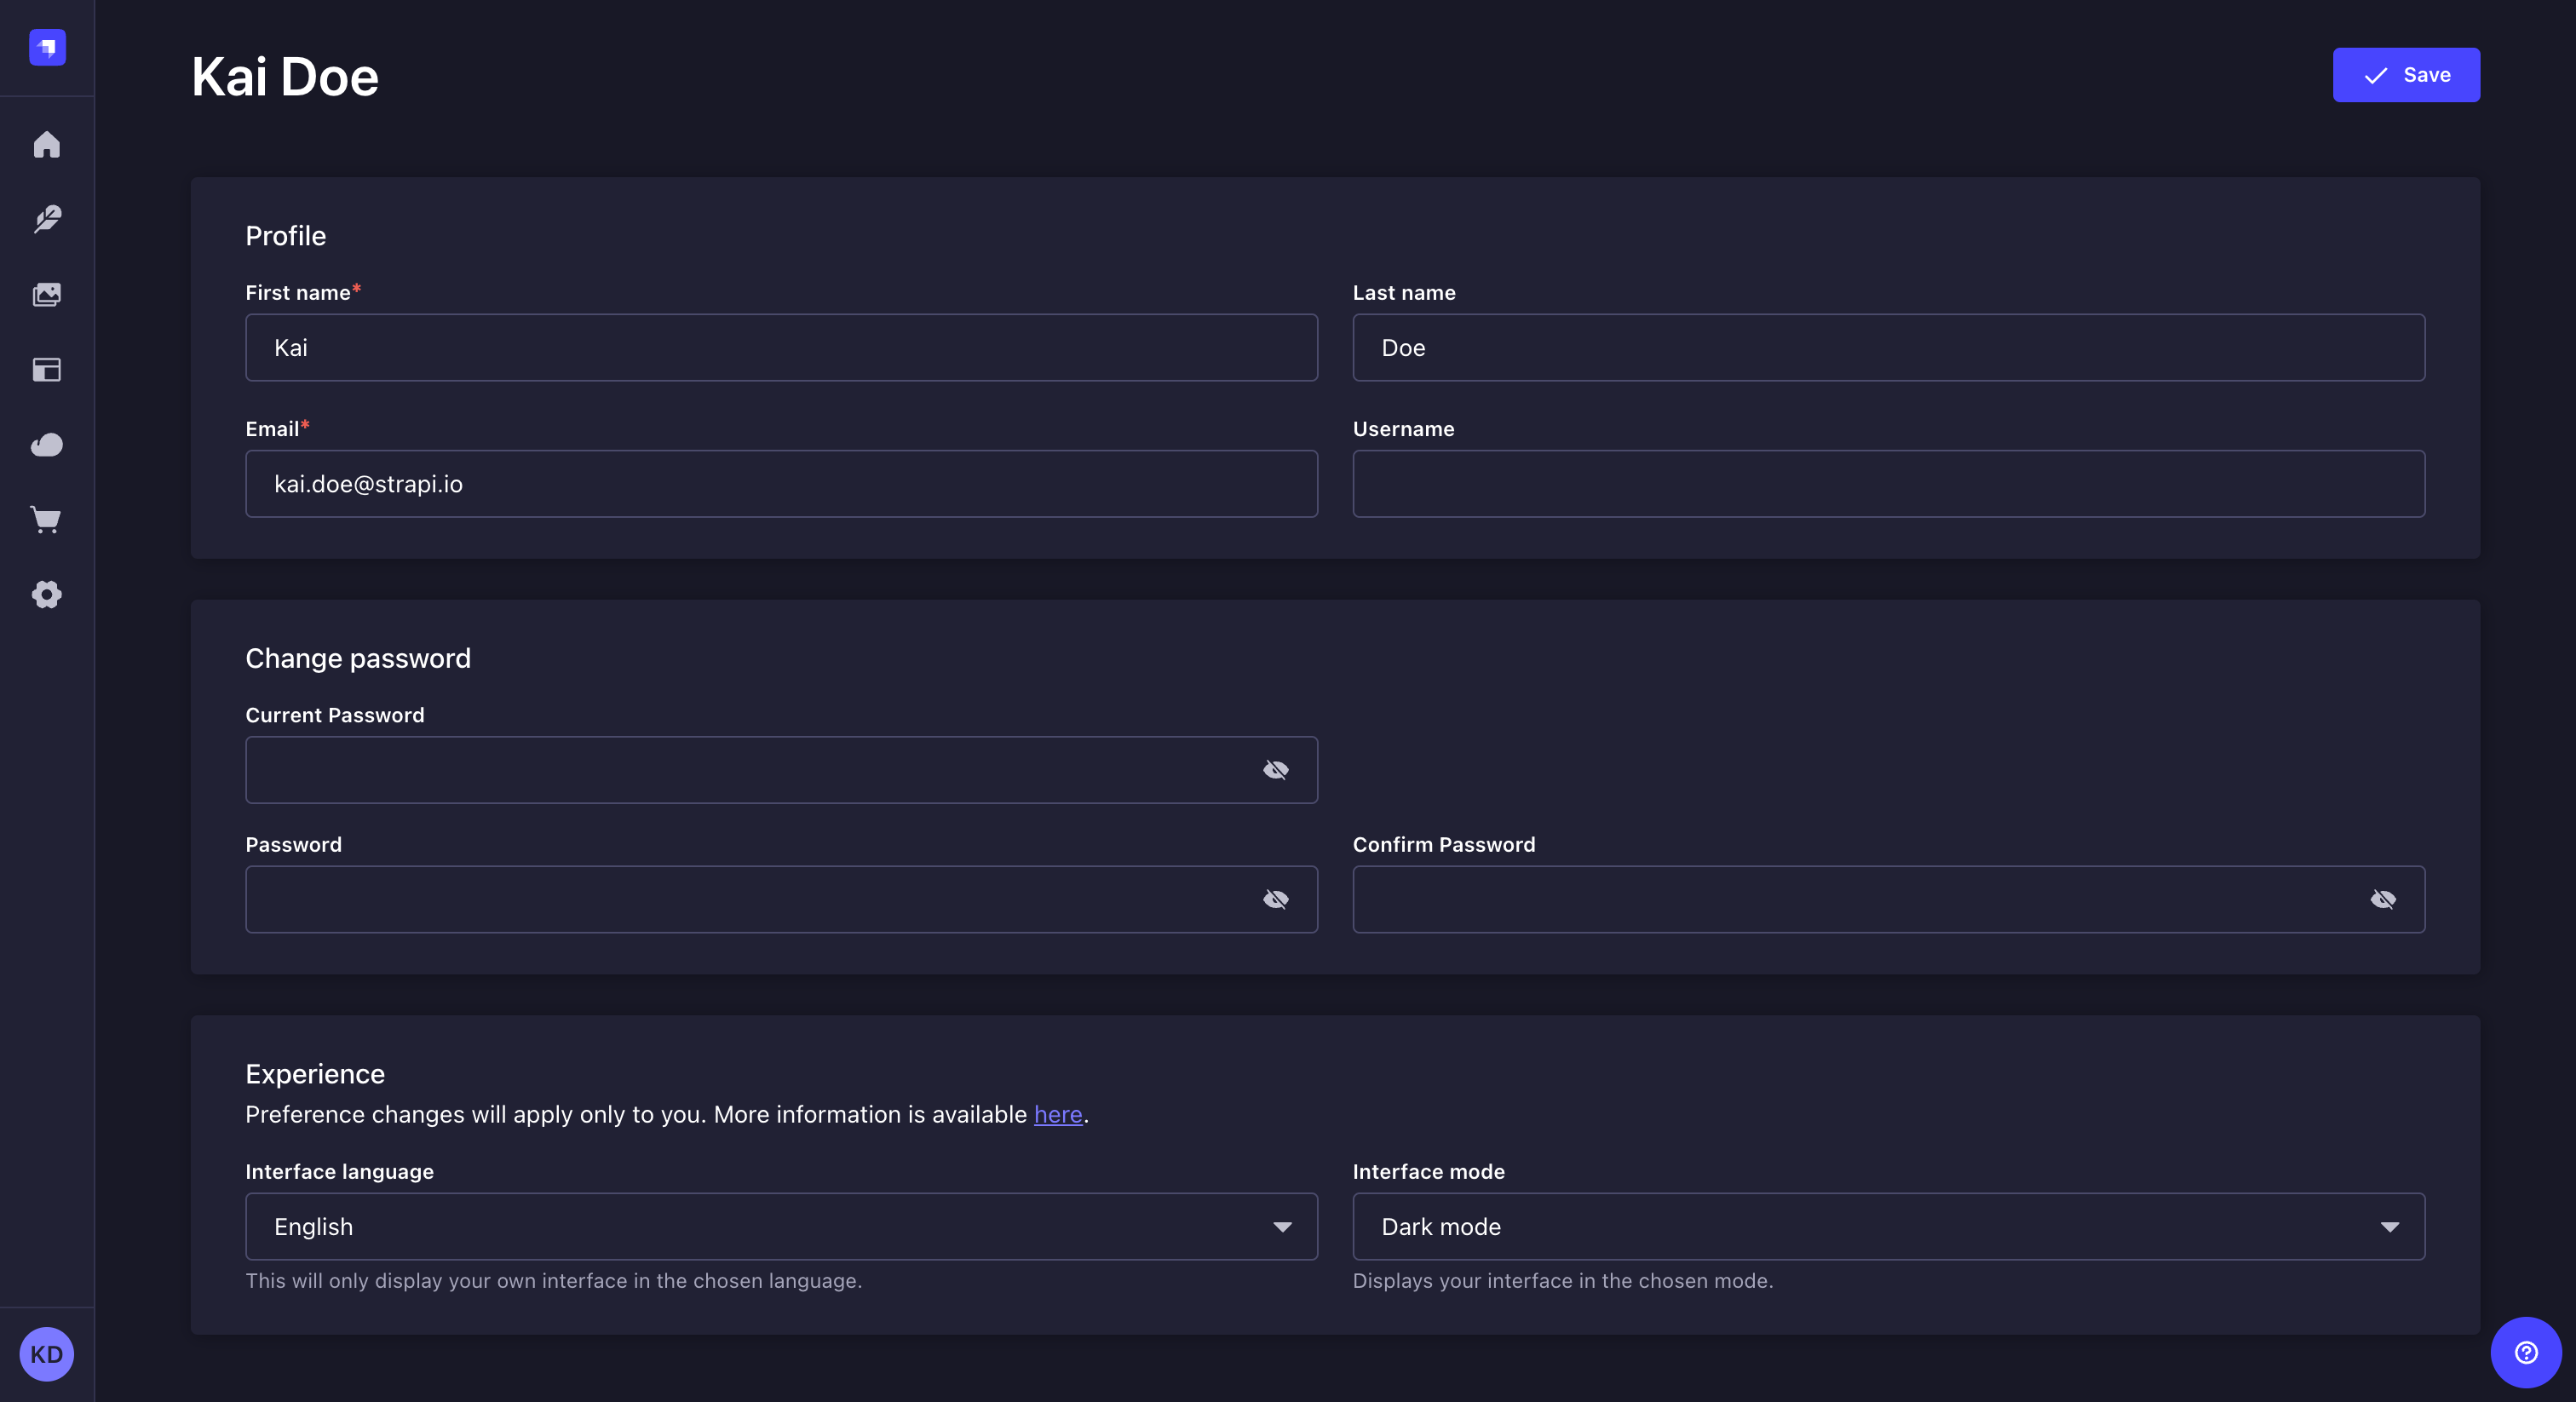 Kai Doe
Save
Profile
First name*
Last name
Kai
Doe
Email*
Username
kai.doe@strapi.io
Change password
Current Password
Password
Confirm Password
Experience
Preference changes will apply only to you. More information is available here.
Interface language
Interface mode
English
Dark mode
This will only display your own interface in the chosen language.
Displays your interface in the chosen mode.
KD